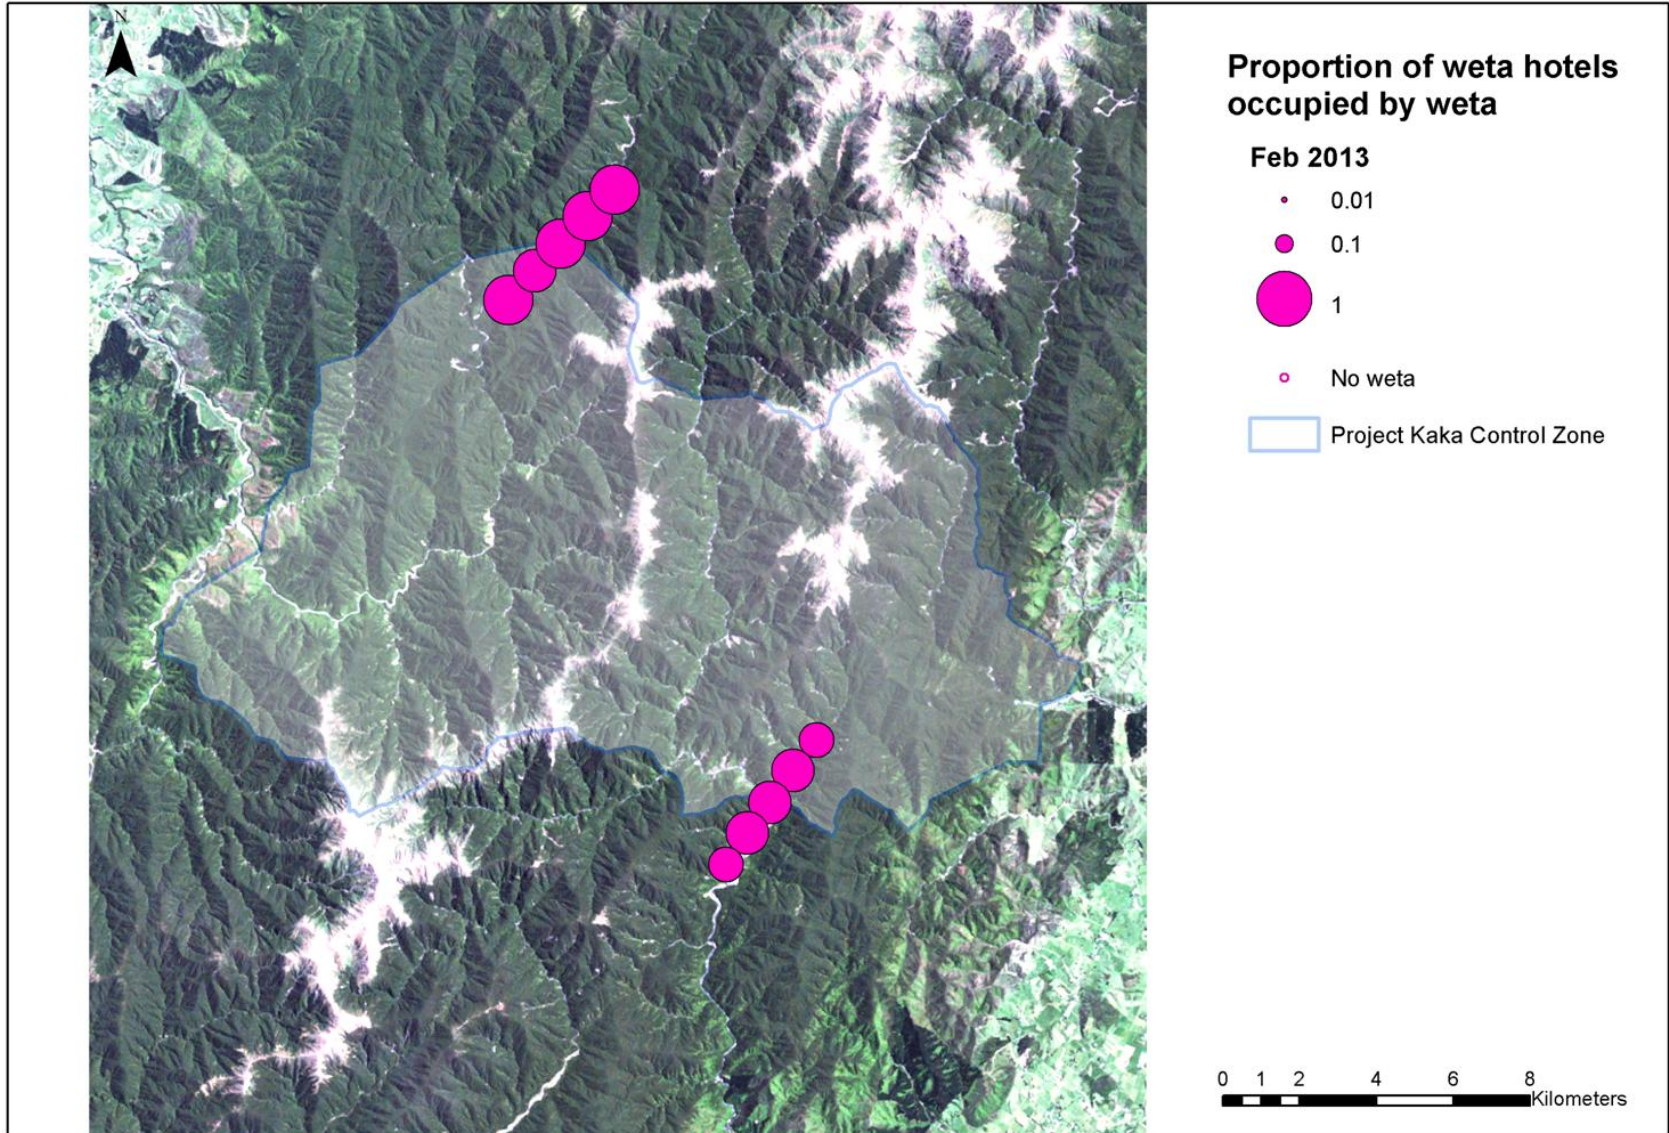 N
Proportion of weta hotels
occupied by weta
Feb 2013
0.01
0.1
1
No weta
Project Kaka Control Zone
0 1 2 4 6 8
Kilometers